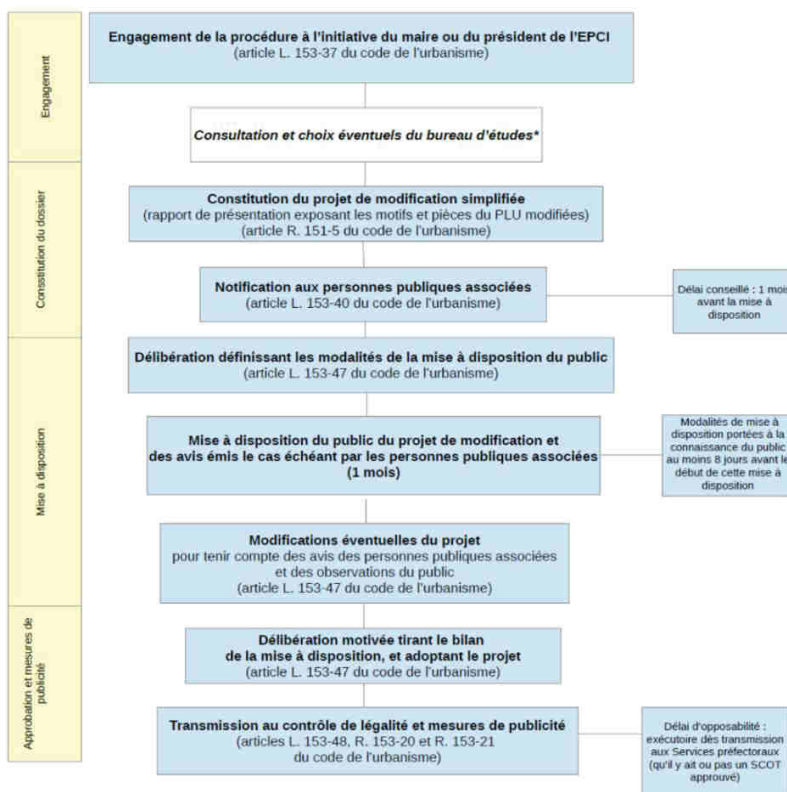 Engagement
Engagement de la procédure à l'initiative du maire ou du président de l'EPCI
(article L. 153-37 du code de l'urbanisme)
Consultation et choix éventuels du bureau d'études*
Consstitution du dossier
Constitution du projet de modification simplifiée
(rapport de présentation exposant les motifs et pièces du PLU modifiées)
(article R. 151-5 du code de l'urbanisme)
Notification aux personnes publiques associées
(article L. 153-40 du code de l'urbanisme)
Délai conseillé : 1 mois
avant la mise à
disposition
Mise à disposition
Délibération définissant les modalités de la mise à disposition du public
(article L. 153-47 du code de l'urbanisme)
Mise à disposition du public du projet de modification et
des avis émis le cas échéant par les personnes publiques associées
(1 mois)
Modalités de mise à
disposition portées à la
connaissance du public
au moins 8 jours avant le
début de cette mise à
disposition
Modifications éventuelles du projet
pour tenir compte des avis des personnes publiques associées
et des observations du public
(article L. 153-47 du code de l'urbanisme)
Approbation et mesures de
publicité
Délibération motivée tirant le bilan
de la mise à disposition, et adoptant le projet
(article L. 153-47 du code de l'urbanisme)
Transmission au contrôle de légalité et mesures de publicité
(articles L. 153-48, R. 153-20 et R. 153-21
du code de l'urbanisme)
Délai d'opposabilité :
exécutoire dès transmission
aux Services préfectoraux
(qu'il y ait ou pas un SCOT
approuvé)